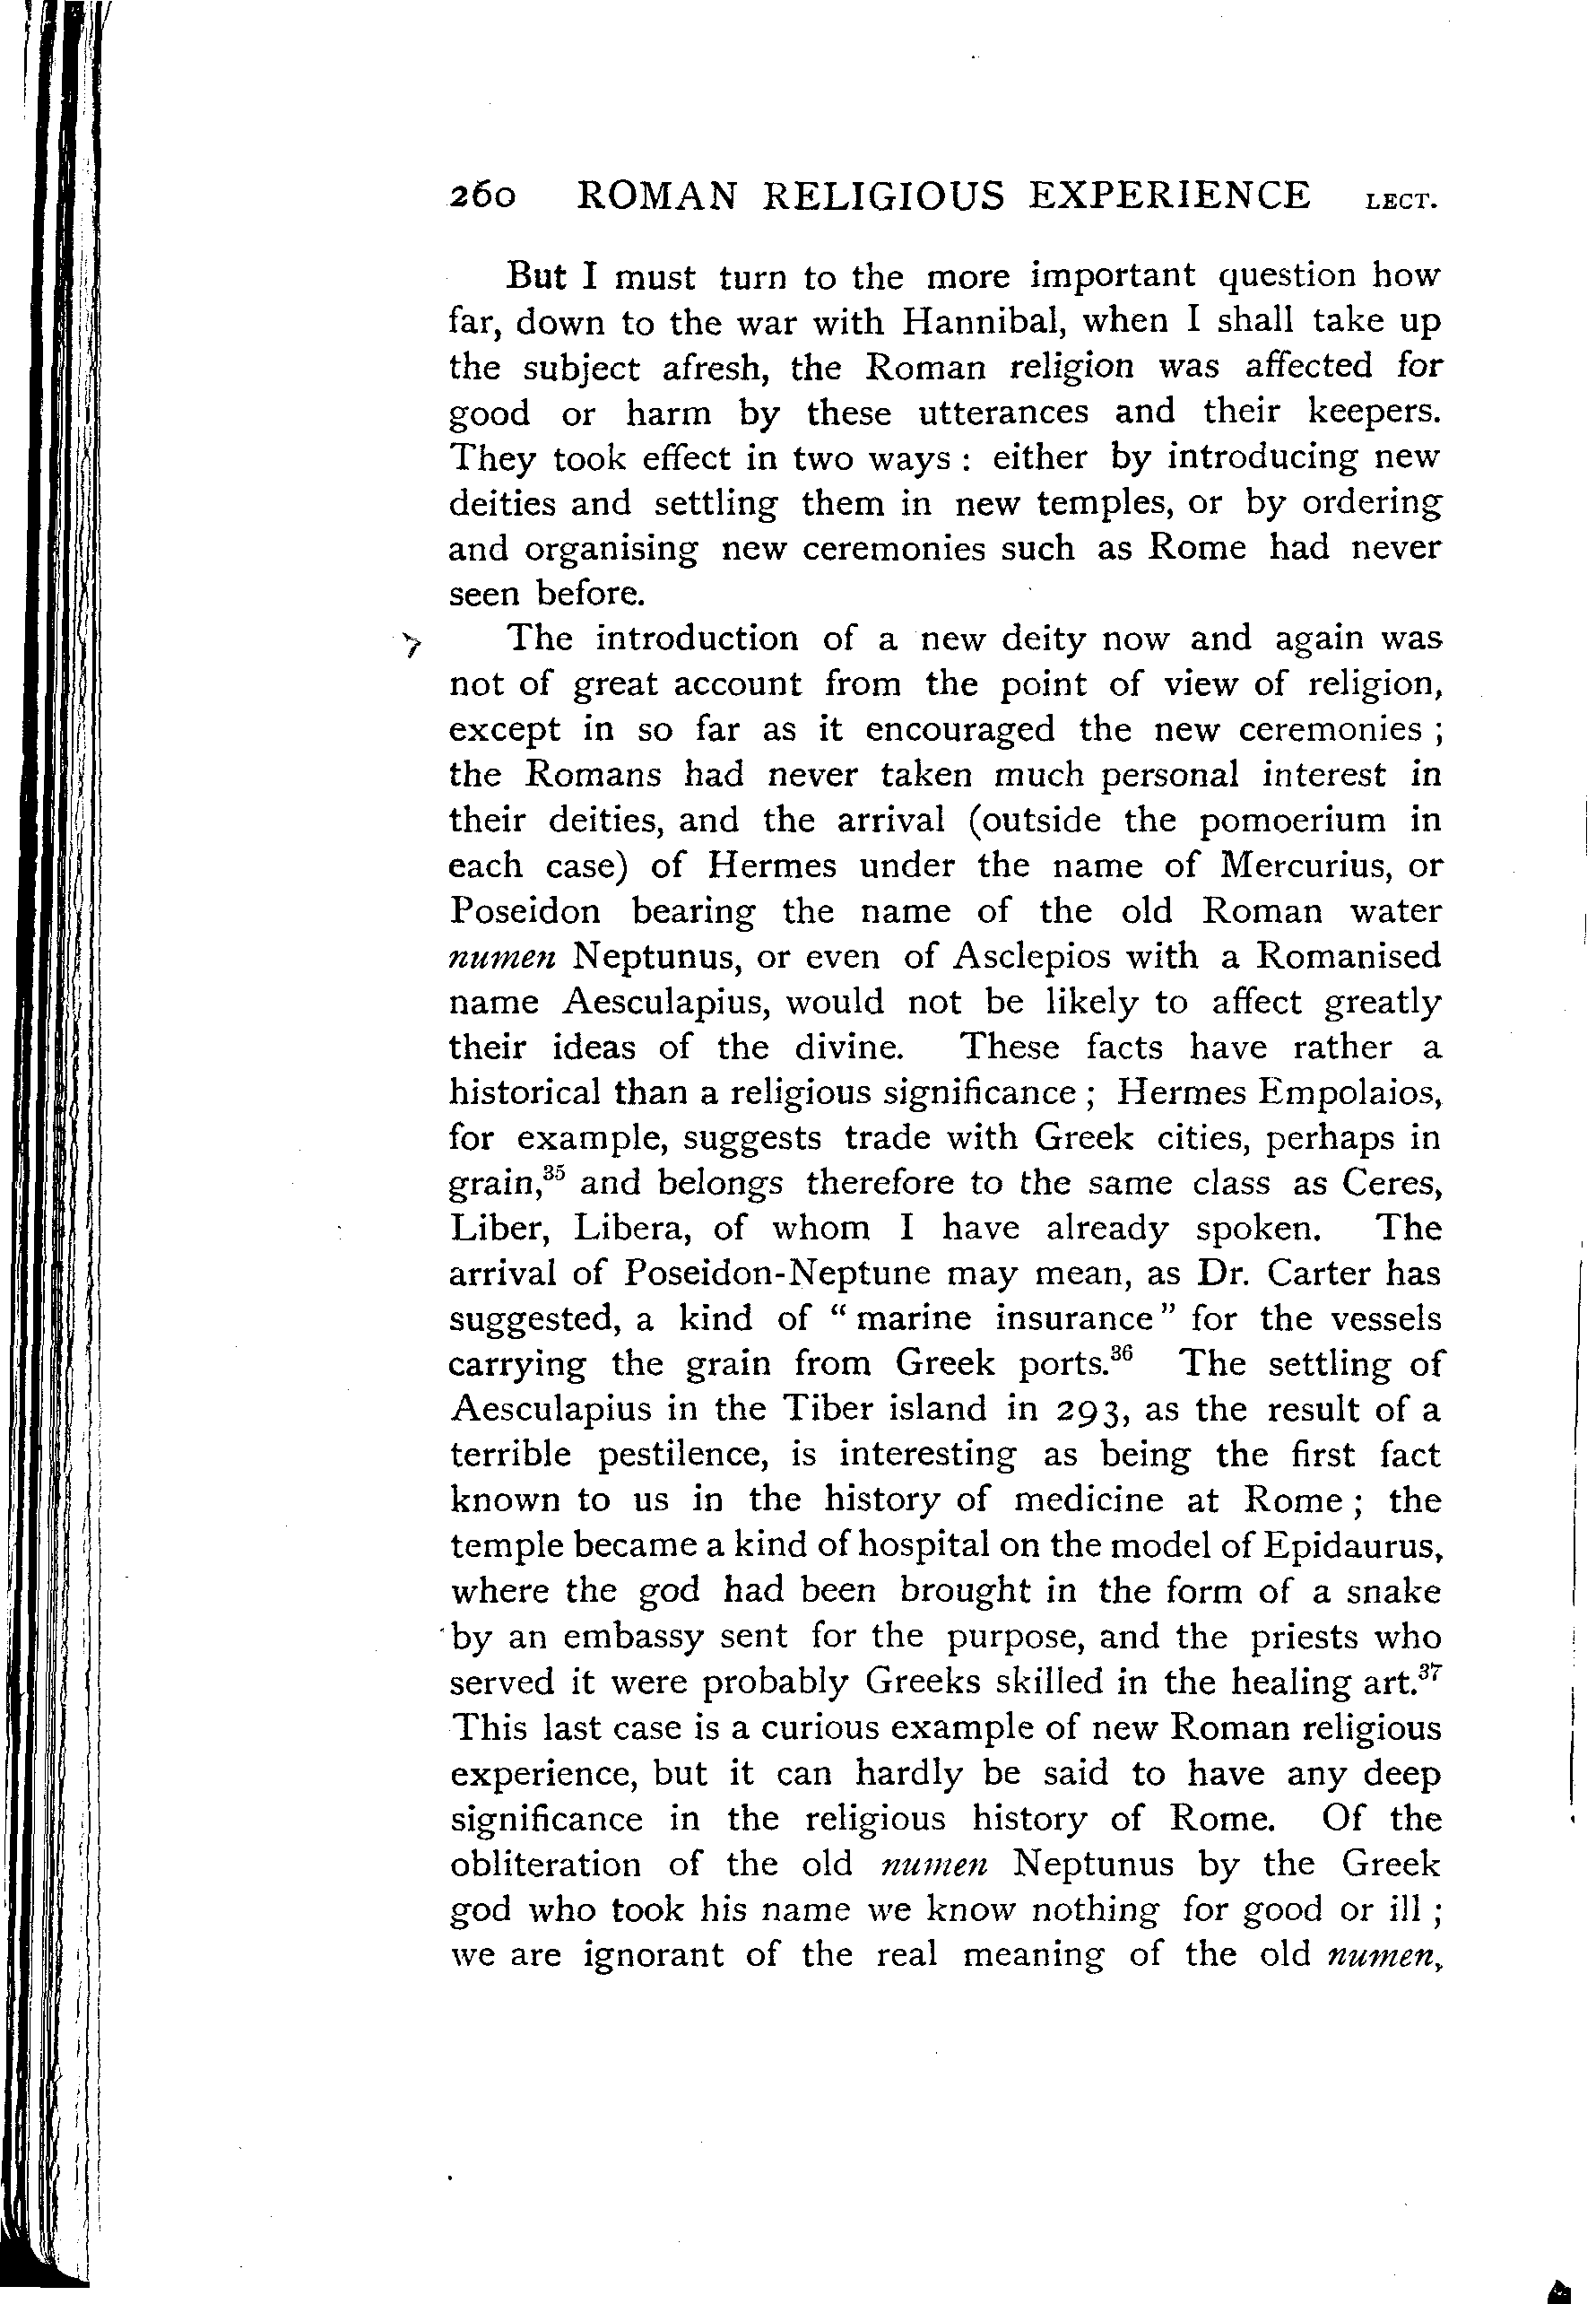 260 ROMAN RELIGIOUS EXPERIENCE LECT.
But I must turn to the more important question how
far, down to the war with Hannibal, when I shall take up
the subject afresh, the Roman religion was affected for
good or harm by these utterances and their keepers.
They took effect in two ways : either by introducing new
deities and settling them in new temples, or by ordering
and organising new ceremonies such as Rome had never
seen before.
The introduction of a new deity now and again was
not of great account from the point of view of religion,
except in so far as it encouraged the new ceremonies ;
the Romans had never taken much personal interest in
their deities, and the arrival (outside the pomoerium in
each case) of Hermes under the name of Mercurius, or
Poseidon bearing the name of the old Roman water
numen Neptunus, or even of Asclepios with a Romanised
name Aesculapius, would not be likely to affect greatly
their ideas of the divine. These facts have rather a
historical than a religious significance ; Hermes Empolaios,
for example, suggests trade with Greek cities, perhaps in
grain,³⁵ and belongs therefore to the same class as Ceres,
Liber, Libera, of whom I have already spoken. The
arrival of Poseidon-Neptune may mean, as Dr. Carter has
suggested, a kind of " marine insurance" for the vessels
carrying the grain from Greek ports.³⁶ The settling of
Aesculapius in the Tiber island in 293, as the result of a
terrible pestilence, is interesting as being the first fact
known to us in the history of medicine at Rome ; the
temple became a kind of hospital on the model of Epidaurus,
where the god had been brought in the form of a snake
by an embassy sent for the purpose, and the priests who
served it were probably Greeks skilled in the healing art.³⁷
This last case is a curious example of new Roman religious
experience, but it can hardly be said to have any deep
significance in the religious history of Rome. Of the
obliteration of the old numen Neptunus by the Greek
god who took his name we know nothing for good or ill ;
we are ignorant of the real meaning of the old numen,